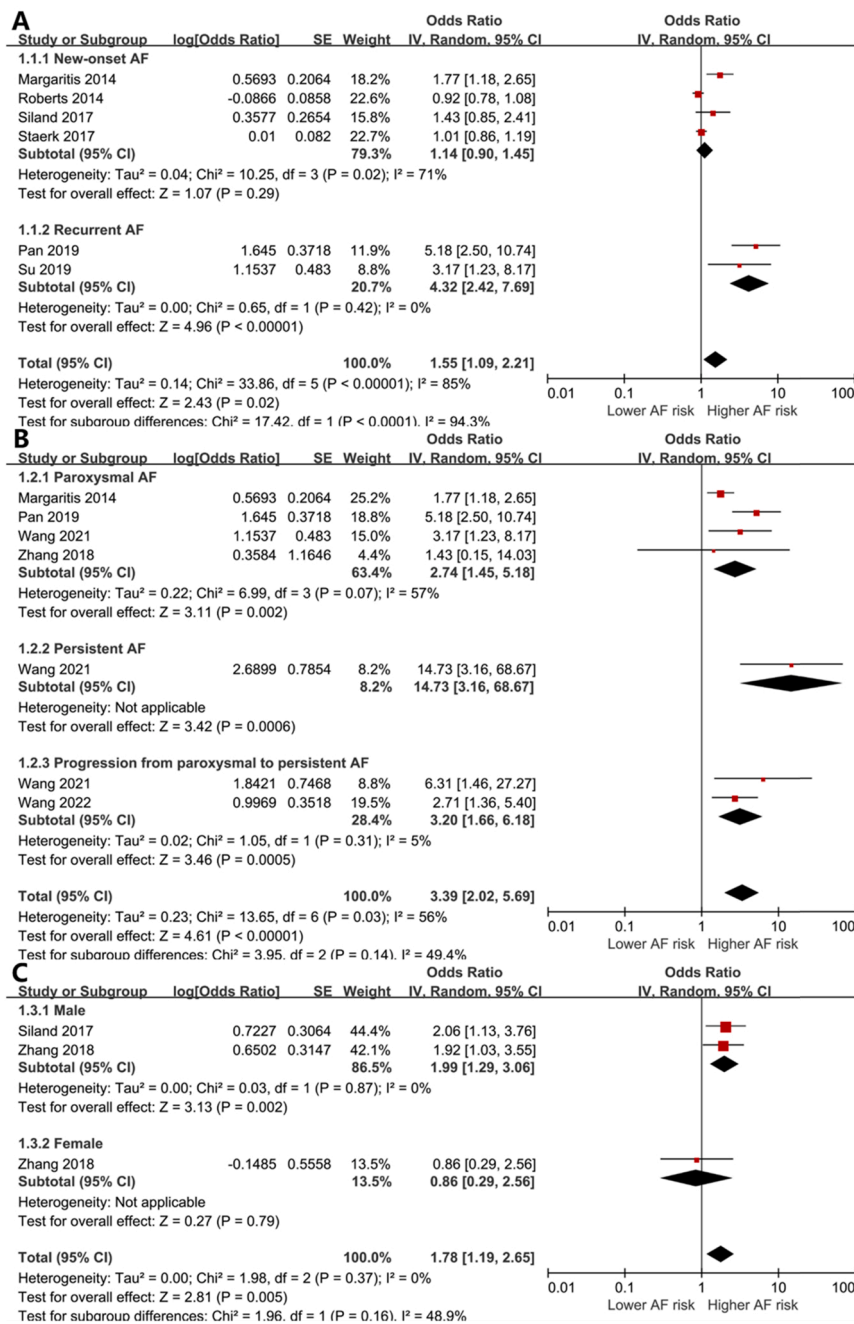 A
Odds Ratio Odds Ratio
Study or Subgroup log[Odds Ratio] SE Weight IV, Random, 95% CI IV, Random, 95% CI
1.1.1 New-onset AF
Margaritis 2014 0.5693 0.2064 18.2% 1.77 [1.18, 2.65]
Roberts 2014 -0.0866 0.0858 22.6% 0.92 [0.78, 1.08]
Siland 2017 0.3577 0.2654 15.8% 1.43 [0.85, 2.41]
Staerk 2017 0.01 0.082 22.7% 1.01 [0.86, 1.19]
Subtotal (95% CI) 79.3% 1.14 [0.90, 1.45]
Heterogeneity: Tau² = 0.04; Chi² = 10.25, df = 3 (P = 0.02); I² = 71%
Test for overall effect: Z = 1.07 (P = 0.29)
1.1.2 Recurrent AF
Pan 2019 1.645 0.3718 11.9% 5.18 [2.50, 10.74]
Su 2019 1.1537 0.483 8.8% 3.17 [1.23, 8.17]
Subtotal (95% CI) 20.7% 4.32 [2.42, 7.69]
Heterogeneity: Tau² = 0.00; Chi² = 0.65, df = 1 (P = 0.42); I² = 0%
Test for overall effect: Z = 4.96 (P < 0.00001)
Total (95% CI) 100.0% 1.55 [1.09, 2.21]
Heterogeneity: Tau² = 0.14; Chi² = 33.86, df = 5 (P < 0.00001); I² = 85%
0.01 0.1 1 10 100
Test for overall effect: Z = 2.43 (P = 0.02)
Lower AF risk Higher AF risk
Test for subgroup differences: Chi² = 17.42, df = 1 (P < 0.0001), I² = 94.3%
B
Odds Ratio Odds Ratio
Study or Subgroup log[Odds Ratio] SE Weight IV, Random, 95% CI IV, Random, 95% CI
1.2.1 Paroxysmal AF
Margaritis 2014 0.5693 0.2064 25.2% 1.77 [1.18, 2.65]
Pan 2019 1.645 0.3718 18.8% 5.18 [2.50, 10.74]
Wang 2021 1.1537 0.483 15.0% 3.17 [1.23, 8.17]
Zhang 2018 0.3584 1.1646 4.4% 1.43 [0.15, 14.03]
Subtotal (95% CI) 63.4% 2.74 [1.45, 5.18]
Heterogeneity: Tau² = 0.22; Chi² = 6.99, df = 3 (P = 0.07); I² = 57%
Test for overall effect: Z = 3.11 (P = 0.002)
1.2.2 Persistent AF
Wang 2021 2.6899 0.7854 8.2% 14.73 [3.16, 68.67]
Subtotal (95% CI) 8.2% 14.73 [3.16, 68.67]
Heterogeneity: Not applicable
Test for overall effect: Z = 3.42 (P = 0.0006)
1.2.3 Progression from paroxysmal to persistent AF
Wang 2021 1.8421 0.7468 8.8% 6.31 [1.46, 27.27]
Wang 2022 0.9969 0.3518 19.5% 2.71 [1.36, 5.40]
Subtotal (95% CI) 28.4% 3.20 [1.66, 6.18]
Heterogeneity: Tau² = 0.02; Chi² = 1.05, df = 1 (P = 0.31); I² = 5%
Test for overall effect: Z = 3.46 (P = 0.0005)
Total (95% CI) 100.0% 3.39 [2.02, 5.69]
Heterogeneity: Tau² = 0.23; Chi² = 13.65, df = 6 (P = 0.03); I² = 56%
0.01 0.1 1 10 100
Test for overall effect: Z = 4.61 (P < 0.00001)
Lower AF risk Higher AF risk
Test for subgroup differences: Chi² = 3.95, df = 2 (P = 0.14), I² = 49.4%
C
Odds Ratio Odds Ratio
Study or Subgroup log[Odds Ratio] SE Weight IV, Random, 95% CI IV, Random, 95% CI
1.3.1 Male
Siland 2017 0.7227 0.3064 44.4% 2.06 [1.13, 3.76]
Zhang 2018 0.6502 0.3147 42.1% 1.92 [1.03, 3.55]
Subtotal (95% CI) 86.5% 1.99 [1.29, 3.06]
Heterogeneity: Tau² = 0.00; Chi² = 0.03, df = 1 (P = 0.87); I² = 0%
Test for overall effect: Z = 3.13 (P = 0.002)
1.3.2 Female
Zhang 2018 -0.1485 0.5558 13.5% 0.86 [0.29, 2.56]
Subtotal (95% CI) 13.5% 0.86 [0.29, 2.56]
Heterogeneity: Not applicable
Test for overall effect: Z = 0.27 (P = 0.79)
Total (95% CI) 100.0% 1.78 [1.19, 2.65]
Heterogeneity: Tau² = 0.00; Chi² = 1.98, df = 2 (P = 0.37); I² = 0%
0.01 0.1 1 10 100
Test for overall effect: Z = 2.81 (P = 0.005)
Lower AF risk Higher AF risk
Test for subgroup differences: Chi² = 1.96, df = 1 (P = 0.16), I² = 48.9%